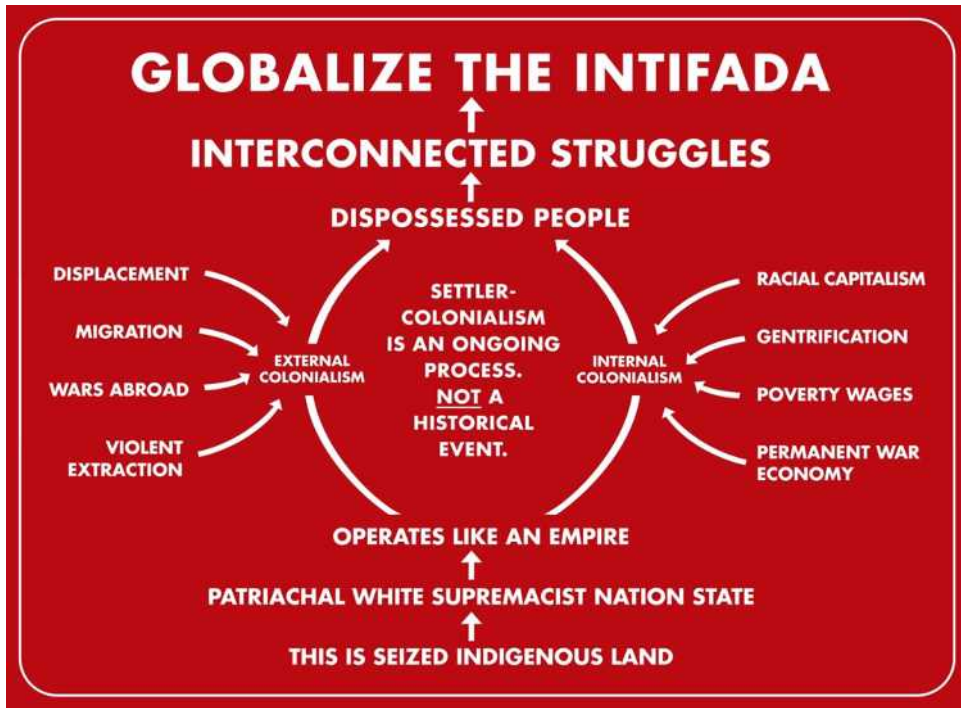 GLOBALIZE THE INTIFADA
INTERCONNECTED STRUGGLES
DISPOSSESSED PEOPLE
DISPLACEMENT
MIGRATION
WARS ABROAD
VIOLENT
EXTRACTION
EXTERNAL
COLONIALISM
SETTLER-
COLONIALISM
IS AN ONGOING
PROCESS.
NOT A
HISTORICAL
EVENT.
INTERNAL
COLONIALISM
RACIAL CAPITALISM
GENTRIFICATION
POVERTY WAGES
PERMANENT WAR
ECONOMY
OPERATES LIKE AN EMPIRE
PATRIACHAL WHITE SUPREMACIST NATION STATE
THIS IS SEIZED INDIGENOUS LAND